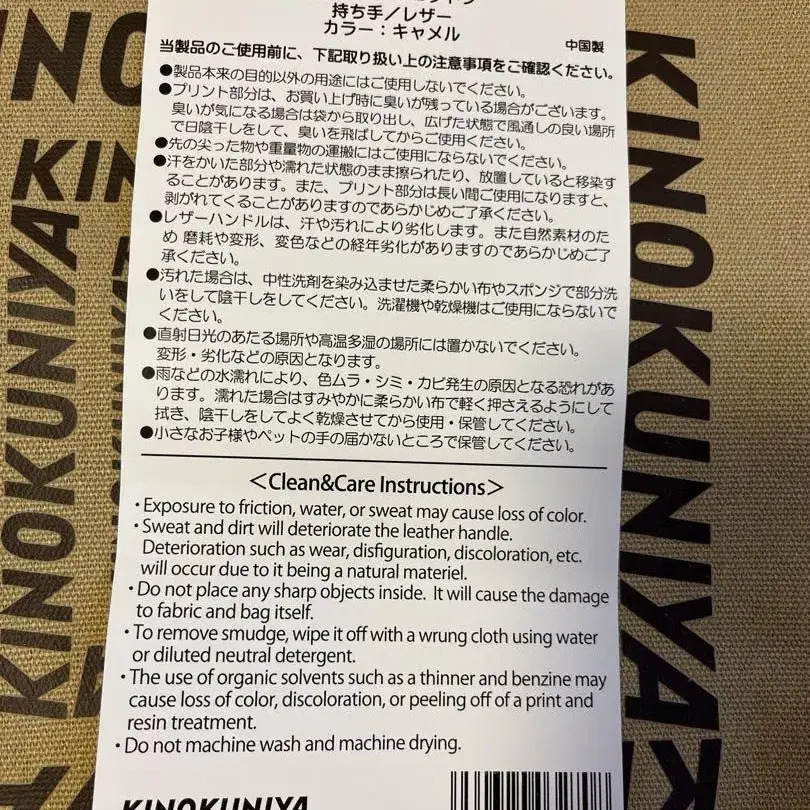 持ち手／レザー
カラー：キャメル
中国製
当製品のご使用前に、下記取り扱い上の注意事項をご確認ください。
●製品本来の目的以外の用途にはご使用しないでください。
●プリント部分は、お買い上げ時に臭いが残っている場合がございます。
臭いが気になる場合は袋から取り出し、広げた状態で風通しの良い場所
で日陰干しをして、臭いを飛ばしてからご使用ください。
●先の尖った物や重量物の運搬にはご使用にならないでください。
●汗をかいた部分や濡れた状態のまま擦られたり、放置していると移染す
ることがあります。また、プリント部分は長い間ご使用になりますと、
剥がれてくることがありますのであらかじめご了承ください。
●レザーハンドルは、汗や汚れにより劣化します。また自然素材のた
め 磨耗や変形、変色などの経年劣化がありますのであらかじめご了
承ください。
●汚れた場合は、中性洗剤を染み込ませた柔らかい布やスポンジで部分洗
いをして陰干しをしてください。洗濯機や乾燥機はご使用にならないで
ください。
●直射日光のあたる場所や高温多湿の場所には置かないでください。
変形・劣化などの原因となります。
●雨などの水濡れにより、色ムラ・シミ・カビ発生の原因となる恐れがあ
ります。濡れた場合はすみやかに柔らかい布で軽く押さえるようにして
拭き、陰干しをしてよく乾燥させてから使用・保管してください。
●小さなお子様やペットの手の届かないところで保管してください。
＜Clean&Care Instructions＞
・Exposure to friction, water, or sweat may cause loss of color.
・Sweat and dirt will deteriorate the leather handle.
Deterioration such as wear, disfiguration, discoloration, etc.
will occur due to it being a natural materiel.
・Do not place any sharp objects inside. It will cause the damage
to fabric and bag itself.
・To remove smudge, wipe it off with a wrung cloth using water
or diluted neutral detergent.
・The use of organic solvents such as a thinner and benzine may
cause loss of color, discoloration, or peeling off of a print and
resin treatment.
・Do not machine wash and machine drying.
KINOKUNIYA
KINOKUNIYA
KINOKUNIYA